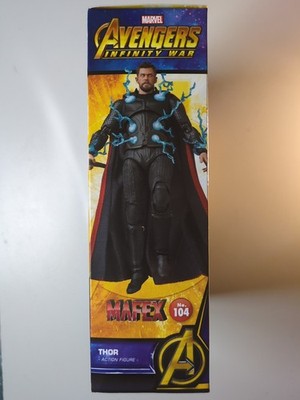 MARVEL
AVENGERS
INFINITY WAR
MAFEX No. 104
THOR
ACTION FIGURE